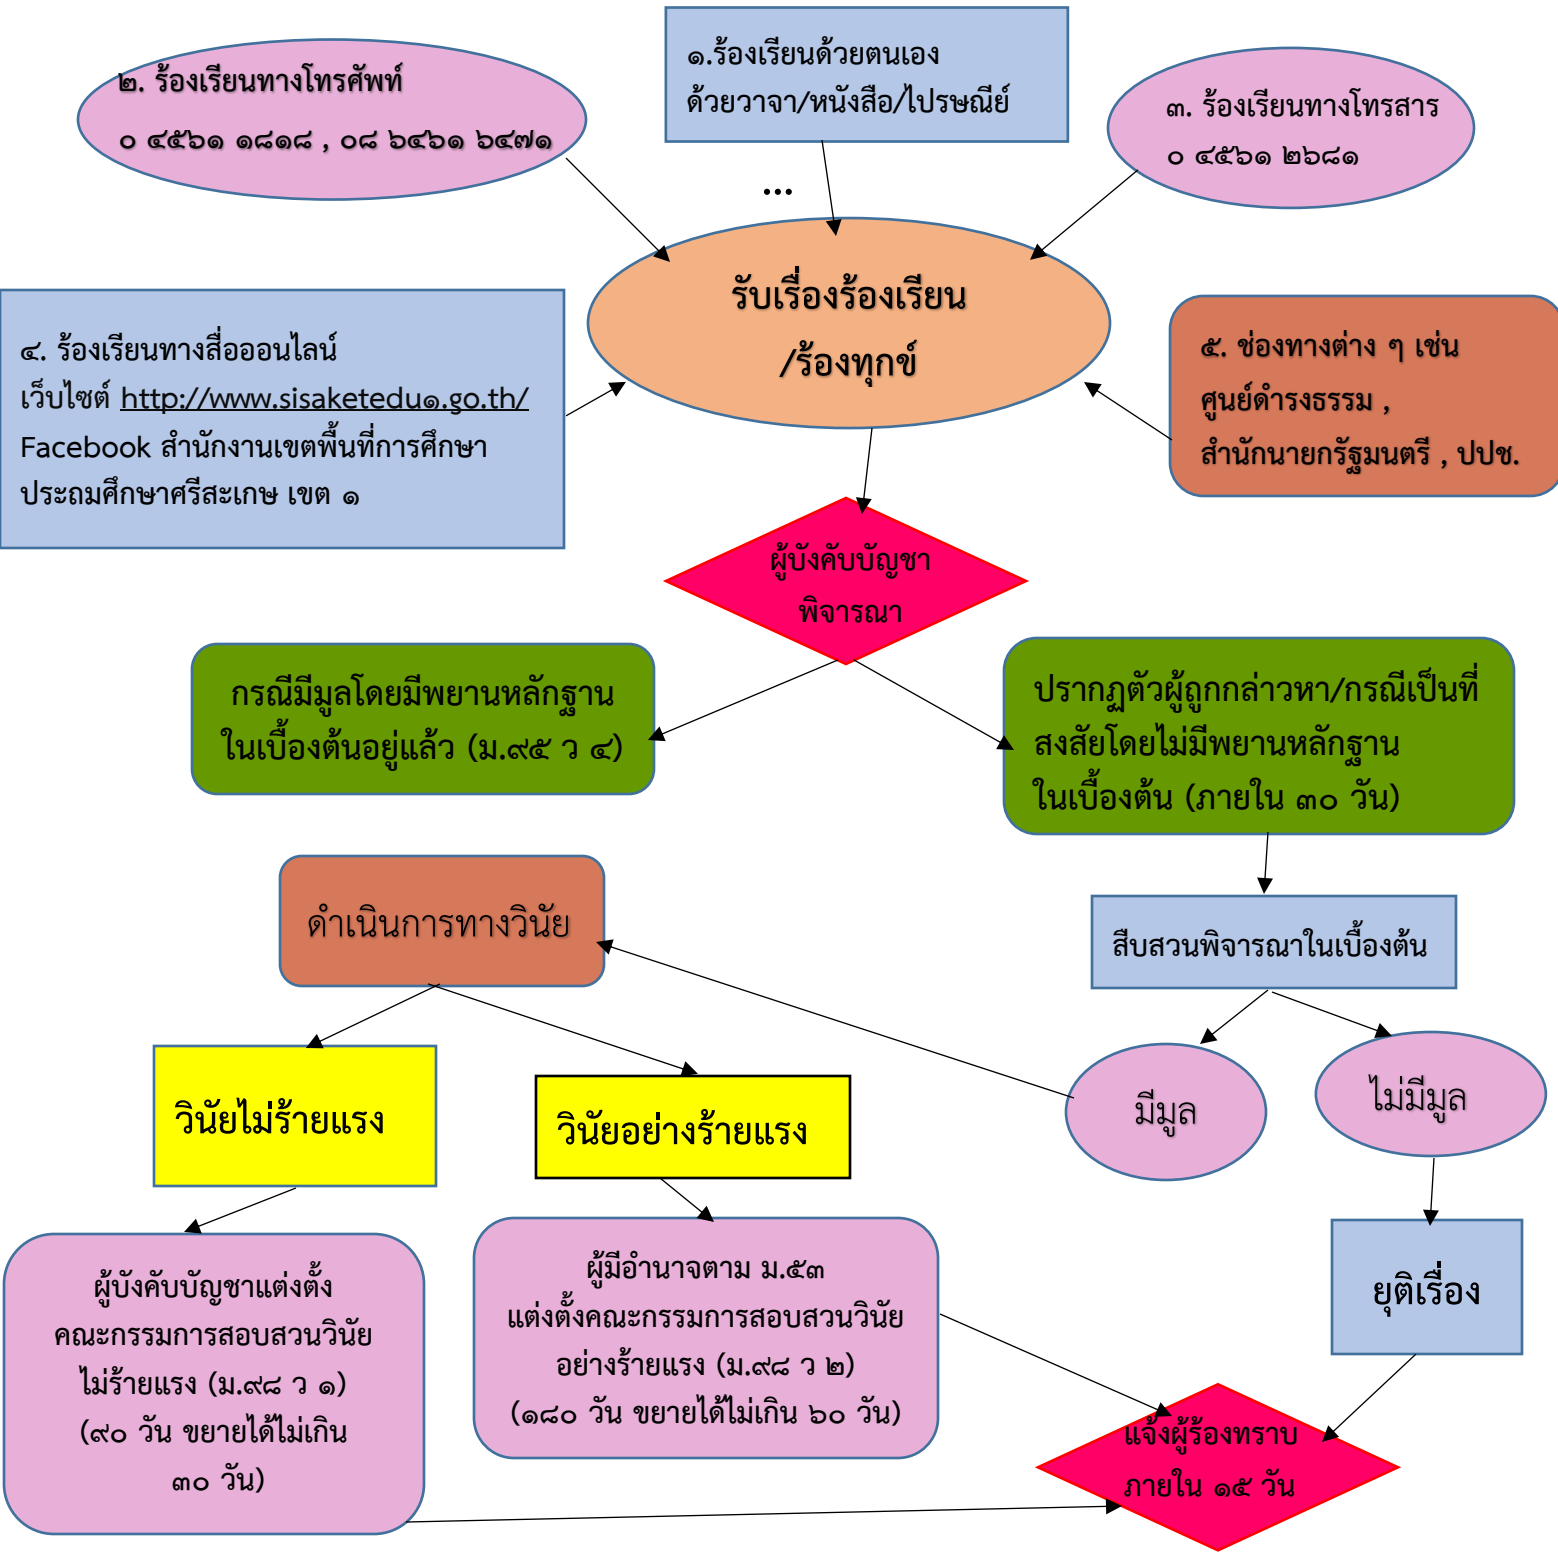 ๑.ร้องเรียนด้วยตนเอง
ด้วยวาจา/หนังสือ/ไปรษณีย์
๒. ร้องเรียนทางโทรศัพท์
๐ ๔๕๖๑ ๑๘๑๘ , ๐๘ ๖๔๖๑ ๖๔๗๑
๓. ร้องเรียนทางโทรสาร
๐ ๔๕๖๑ ๒๖๘๑
...
รับเรื่องร้องเรียน
/ร้องทุกข์
๔. ร้องเรียนทางสื่อออนไลน์
เว็บไซต์ http://www.sisaketedu๑.go.th/
Facebook สำนักงานเขตพื้นที่การศึกษา
ประถมศึกษาศรีสะเกษ เขต ๑
๕. ช่องทางต่าง ๆ เช่น
ศูนย์ดำรงธรรม ,
สำนักนายกรัฐมนตรี , ปปช.
ผู้บังคับบัญชา
พิจารณา
กรณีมีมูลโดยมีพยานหลักฐาน
ในเบื้องต้นอยู่แล้ว (ม.๙๕ ว ๔)
ปรากฏตัวผู้ถูกกล่าวหา/กรณีเป็นที่
สงสัยโดยไม่มีพยานหลักฐาน
ในเบื้องต้น (ภายใน ๓๐ วัน)
ดำเนินการทางวินัย
สืบสวนพิจารณาในเบื้องต้น
วินัยไม่ร้ายแรง
วินัยอย่างร้ายแรง
มีมูล
ไม่มีมูล
ผู้บังคับบัญชาแต่งตั้ง
คณะกรรมการสอบสวนวินัย
ไม่ร้ายแรง (ม.๙๘ ว ๑)
(๙๐ วัน ขยายได้ไม่เกิน
๓๐ วัน)
ผู้มีอำนาจตาม ม.๕๓
แต่งตั้งคณะกรรมการสอบสวนวินัย
อย่างร้ายแรง (ม.๙๘ ว ๒)
(๑๘๐ วัน ขยายได้ไม่เกิน ๖๐ วัน)
ยุติเรื่อง
แจ้งผู้ร้องทราบ
ภายใน ๑๕ วัน